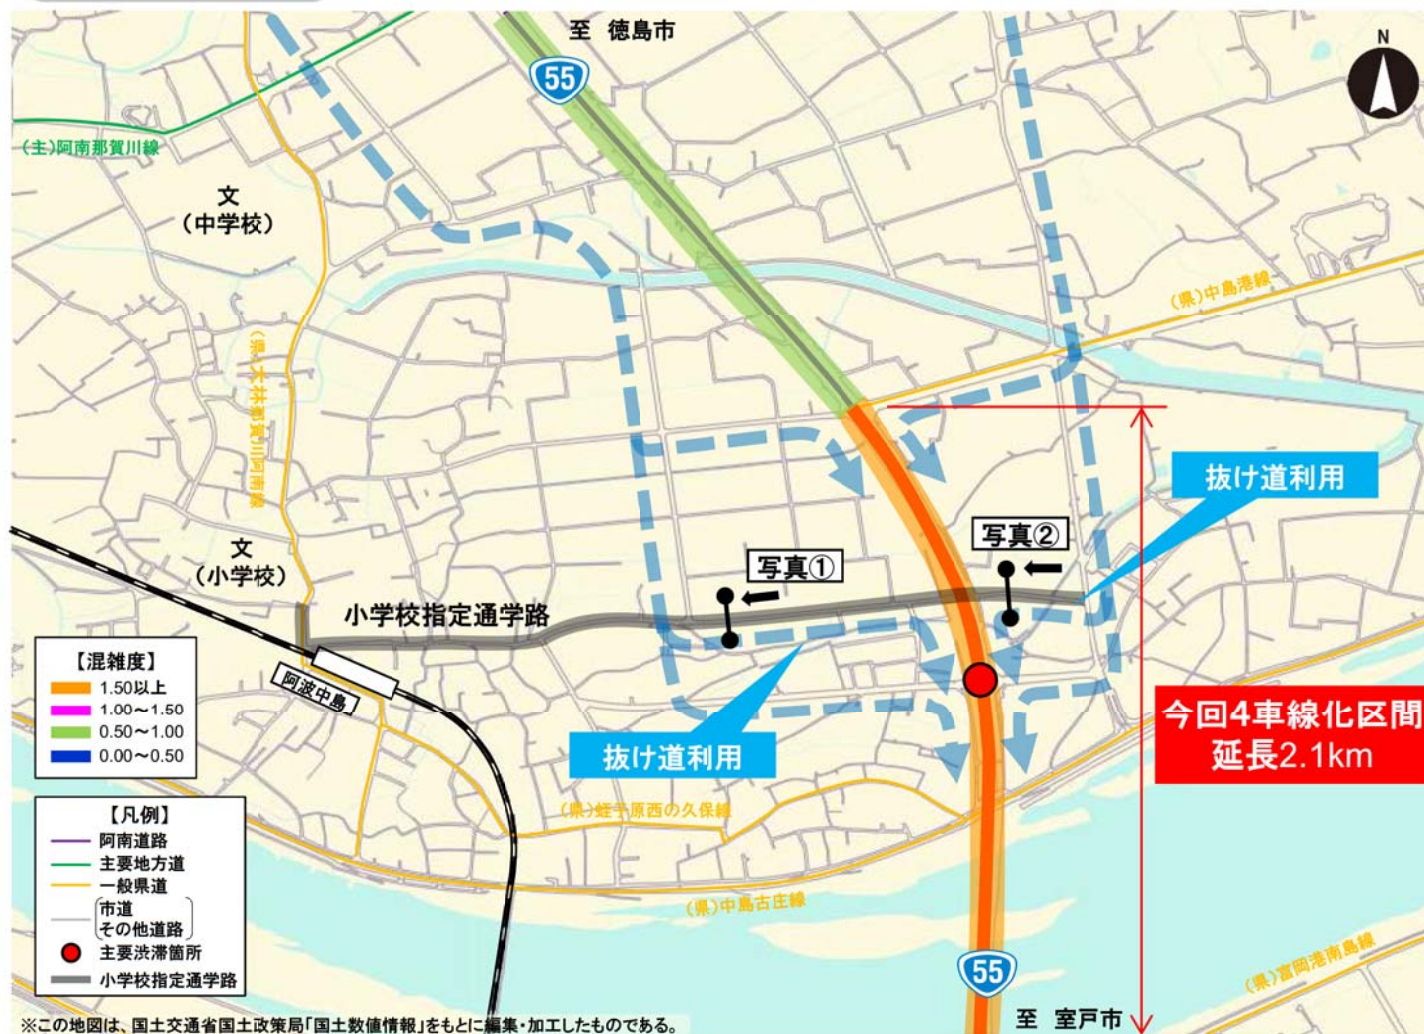 至 徳島市
55
N
(主)阿南那賀川線
文
(中学校)
(県)中島港線
(県)大林那賀川阿南線
抜け道利用
文
(小学校)
写真①
写真②
小学校指定通学路
阿波中島
【混雑度】
1.50以上
1.00～1.50
0.50～1.00
0.00～0.50
今回4車線化区間
延長2.1km
抜け道利用
(県)蛭子原西の久保線
【凡例】
阿南道路
主要地方道
一般県道
市道
その他道路
主要渋滞箇所
小学校指定通学路
(県)中島古庄線
55
(県)富岡港南島線
至 室戸市
※この地図は、国土交通省国土政策局「国土数値情報」をもとに編集・加工したものである。